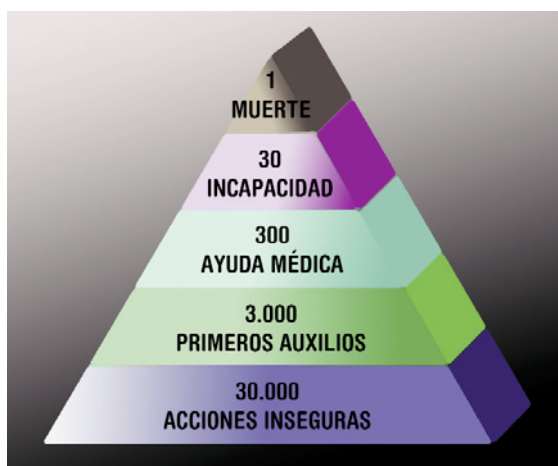 1
MUERTE
30
INCAPACIDAD
300
AYUDA MÉDICA
3.000
PRIMEROS AUXILIOS
30.000
ACCIONES INSEGURAS